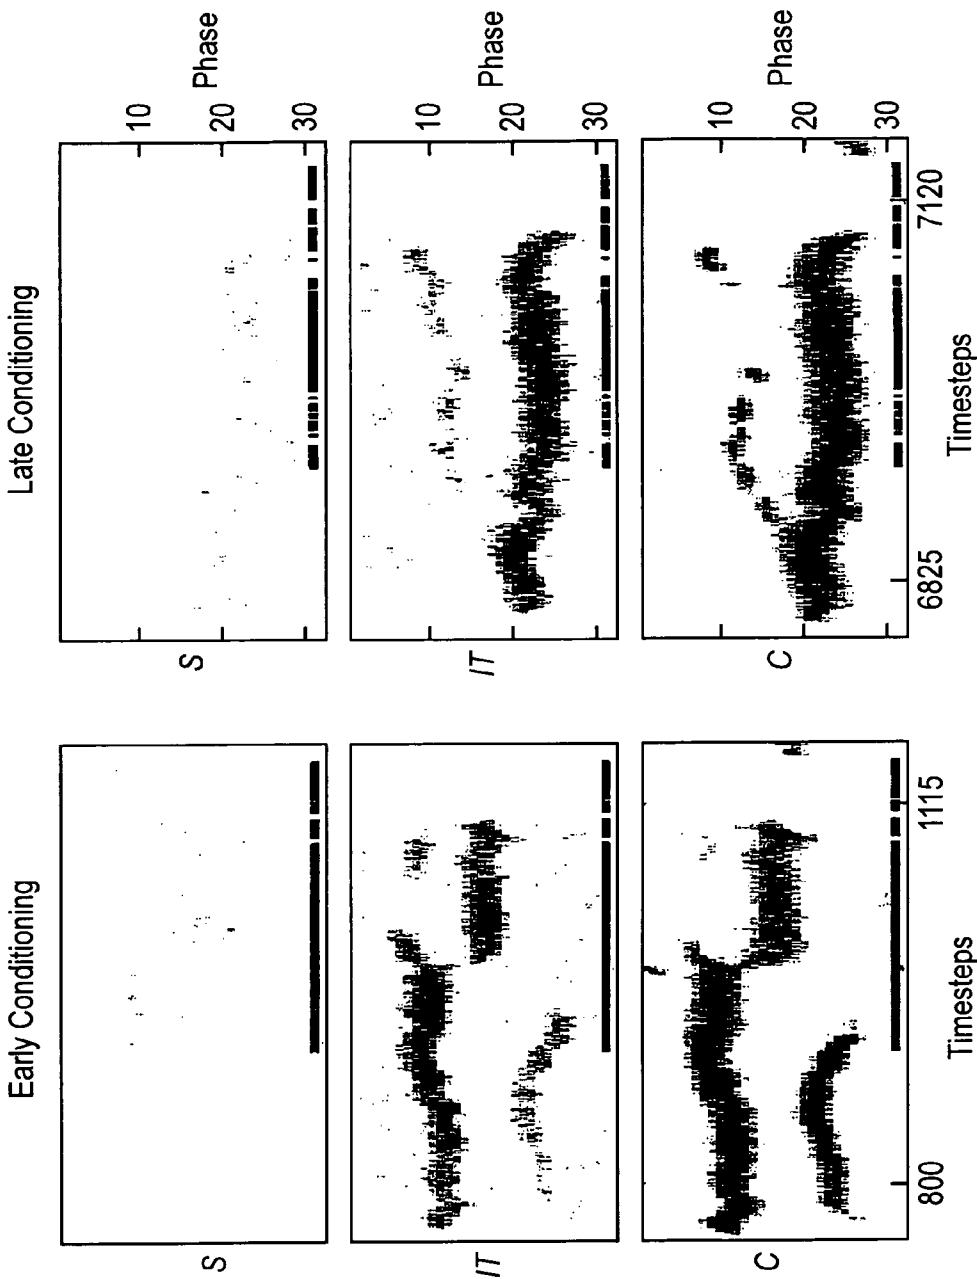 Early Conditioning
Late Conditioning
S
S
10
20
30
Phase
IT
IT
10
20
30
Phase
C
C
10
20
30
Phase
800
1115
6825
7120
Timesteps
Timesteps